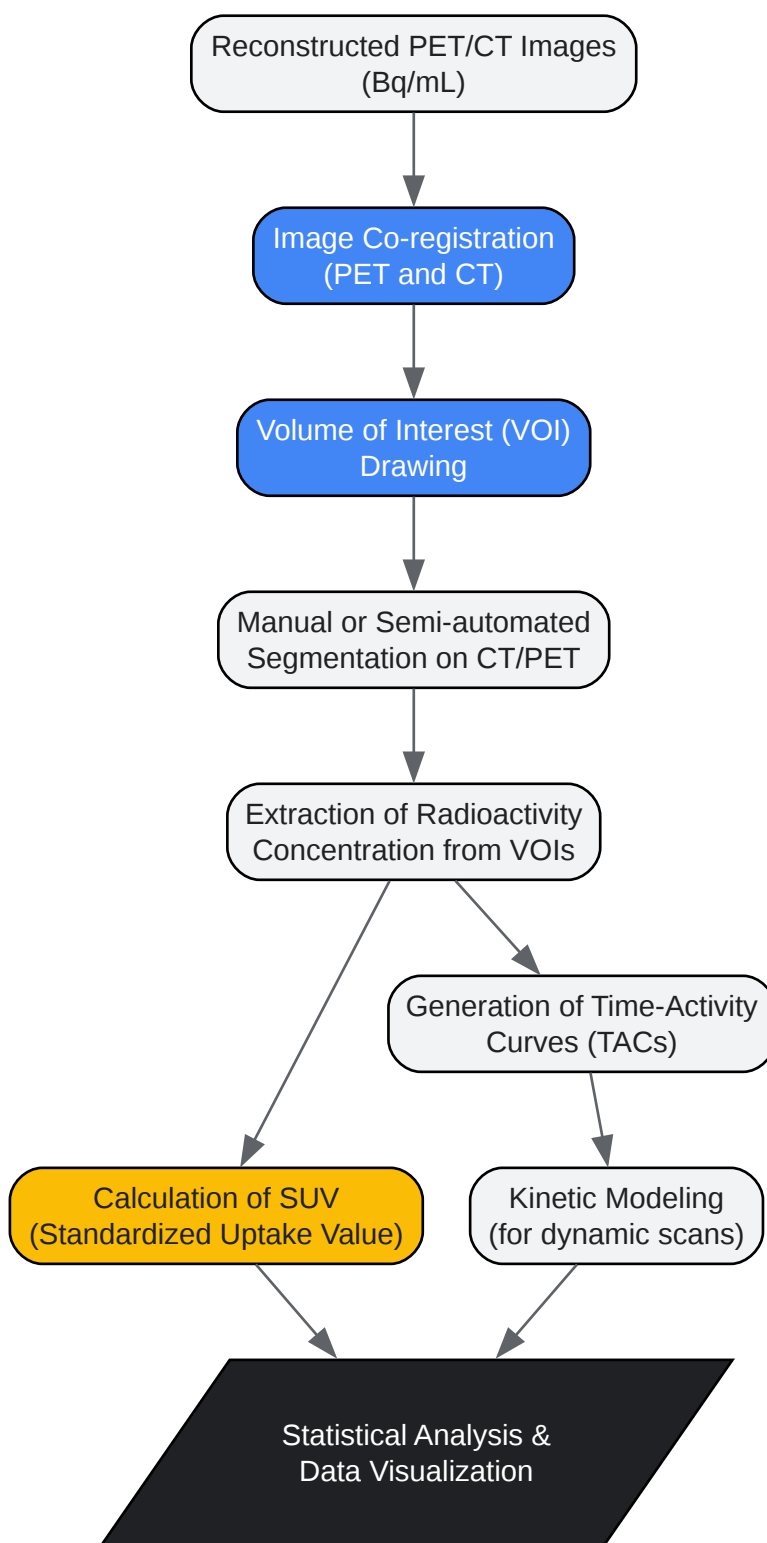 Reconstructed PET/CT Images
(Bq/mL)
Image Co-registration
(PET and CT)
Volume of Interest (VOI)
Drawing
Manual or Semi-automated
Segmentation on CT/PET
Extraction of Radioactivity
Concentration from VOIs
Generation of Time-Activity
Curves (TACs)
Calculation of SUV
(Standardized Uptake Value)
Kinetic Modeling
(for dynamic scans)
Statistical Analysis &
Data Visualization